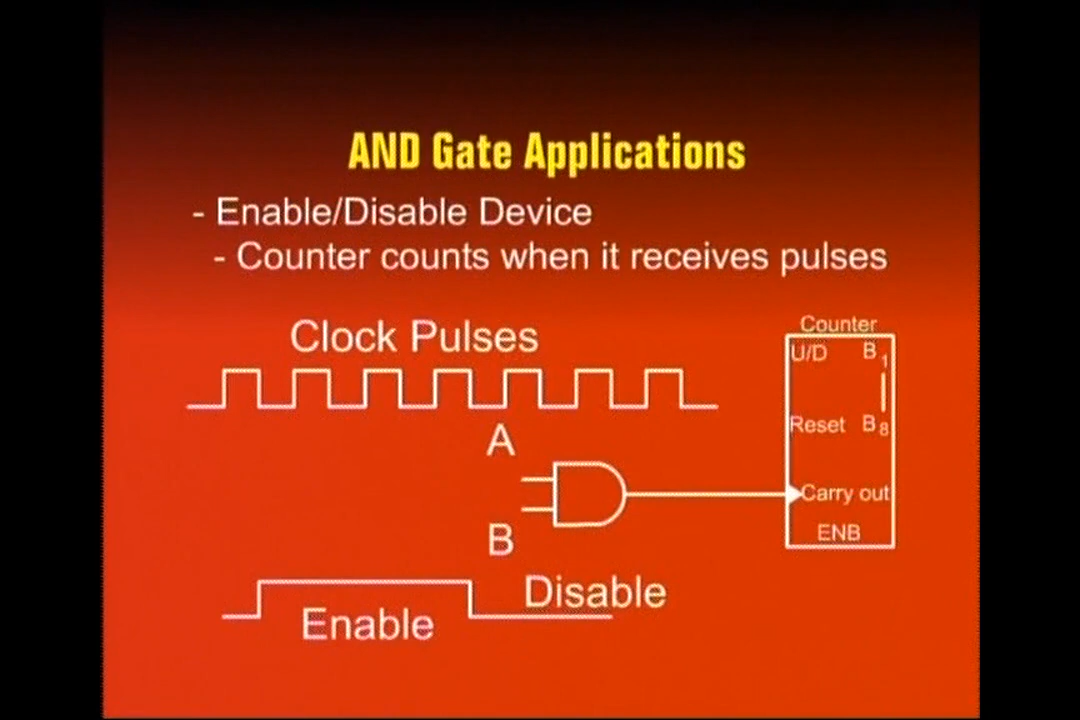 AND Gate Applications
- Enable/Disable Device
- Counter counts when it receives pulses
Clock Pulses
Counter
U/D B1
Reset B8
A
Carry out
B
ENB
Disable
Enable